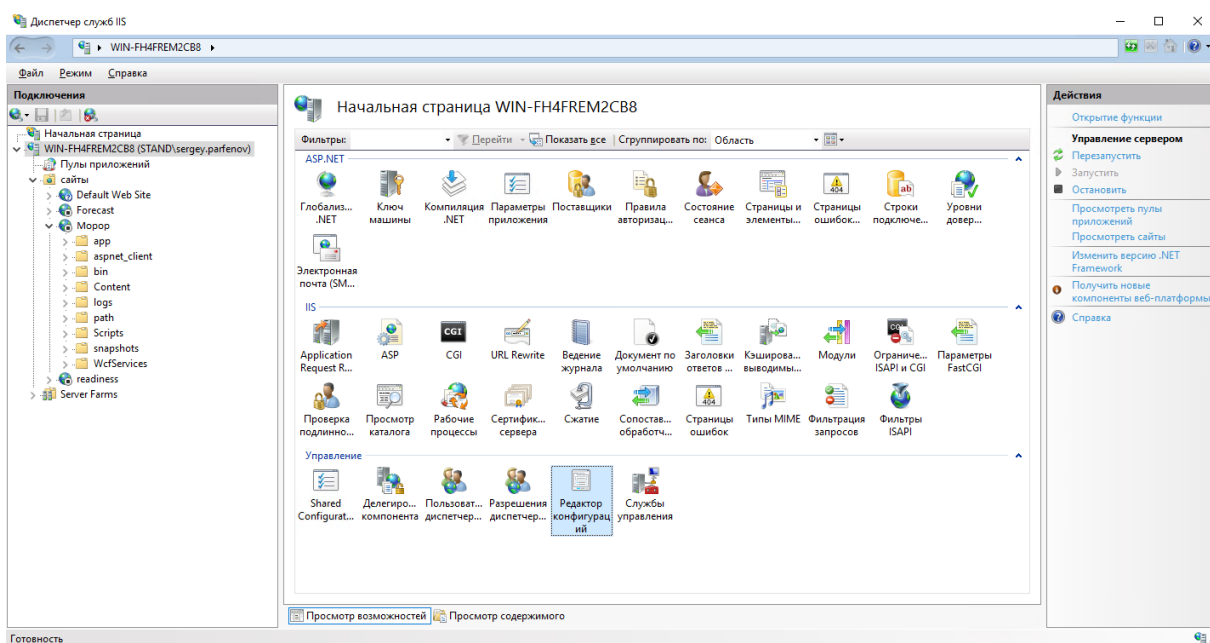 Диспетчер служб IIS
WIN-FH4FREM2CB8
Файл Режим Справка
Подключения
Начальная страница
WIN-FH4FREM2CB8 (STAND\sergey.parfenov)
Пулы приложений
сайты
Default Web Site
Forecast
Мороp
app
aspnet_client
bin
Content
logs
path
Scripts
snapshots
WcfServices
readiness
Server Farms
Начальная страница WIN-FH4FREM2CB8
Фильтры: Перейти Показать все Сгруппировать по: Область
ASP.NET
Глобализ... Ключ Компиляция Параметры Поставщики Правила Состояние Страницы и Страницы Строки Уровни
.NET машины .NET приложения авторизац... сеанса элементы... ошибок... подключе... довер...
Электронная
почта (SM...
IIS
Application ASP CGI URL Rewrite Ведение Документ по Заголовки Кэширова... Модули Ограниче... Параметры
Request R... журнала умолчанию ответов ... выводимы... ISAPI и CGI FastCGI
Проверка Просмотр Рабочие Сертифик... Сжатие Сопостав... Страницы Типы MIME Фильтрация Фильтры
подлинно... каталога процессы сервера обработч... ошибок запросов ISAPI
Управление
Shared Делегиро... Пользоват... Разрешения Редактор Службы
Configurat... компонента диспетчер... диспетчер... конфигурац управления
ий
Просмотр возможностей Просмотр содержимого
Действия
Открытие функции
Управление сервером
Перезапустить
Запустить
Остановить
Просмотреть пулы
приложений
Просмотреть сайты
Изменить версию .NET
Framework
Получить новые
компоненты веб-платформы
Справка
Готовность